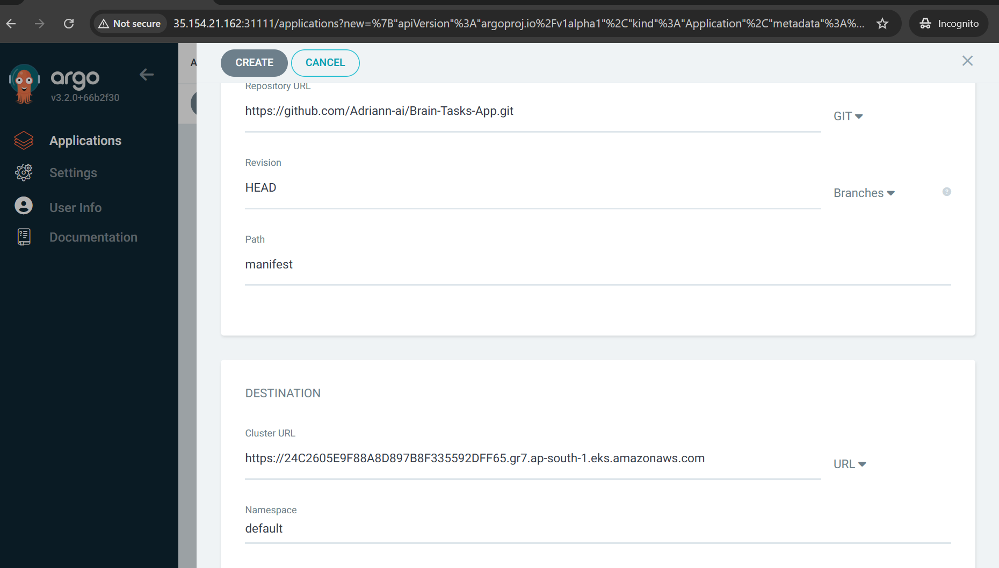 Not secure
35.154.21.162:31111/applications?new=%7B"apiVersion"%3A"argoproj.io%2Fv1alpha1"%2C"kind"%3A"Application"%2C"metadata"%3A%...
Incognito
argo
v3.2.0+66b2f30
Applications
Settings
User Info
Documentation
A
CREATE
CANCEL
Repository URL
https://github.com/Adriann-ai/Brain-Tasks-App.git
GIT
Revision
HEAD
Branches
?
Path
manifest
DESTINATION
Cluster URL
https://24C2605E9F88A8D897B8F335592DFF65.gr7.ap-south-1.eks.amazonaws.com
URL
Namespace
default